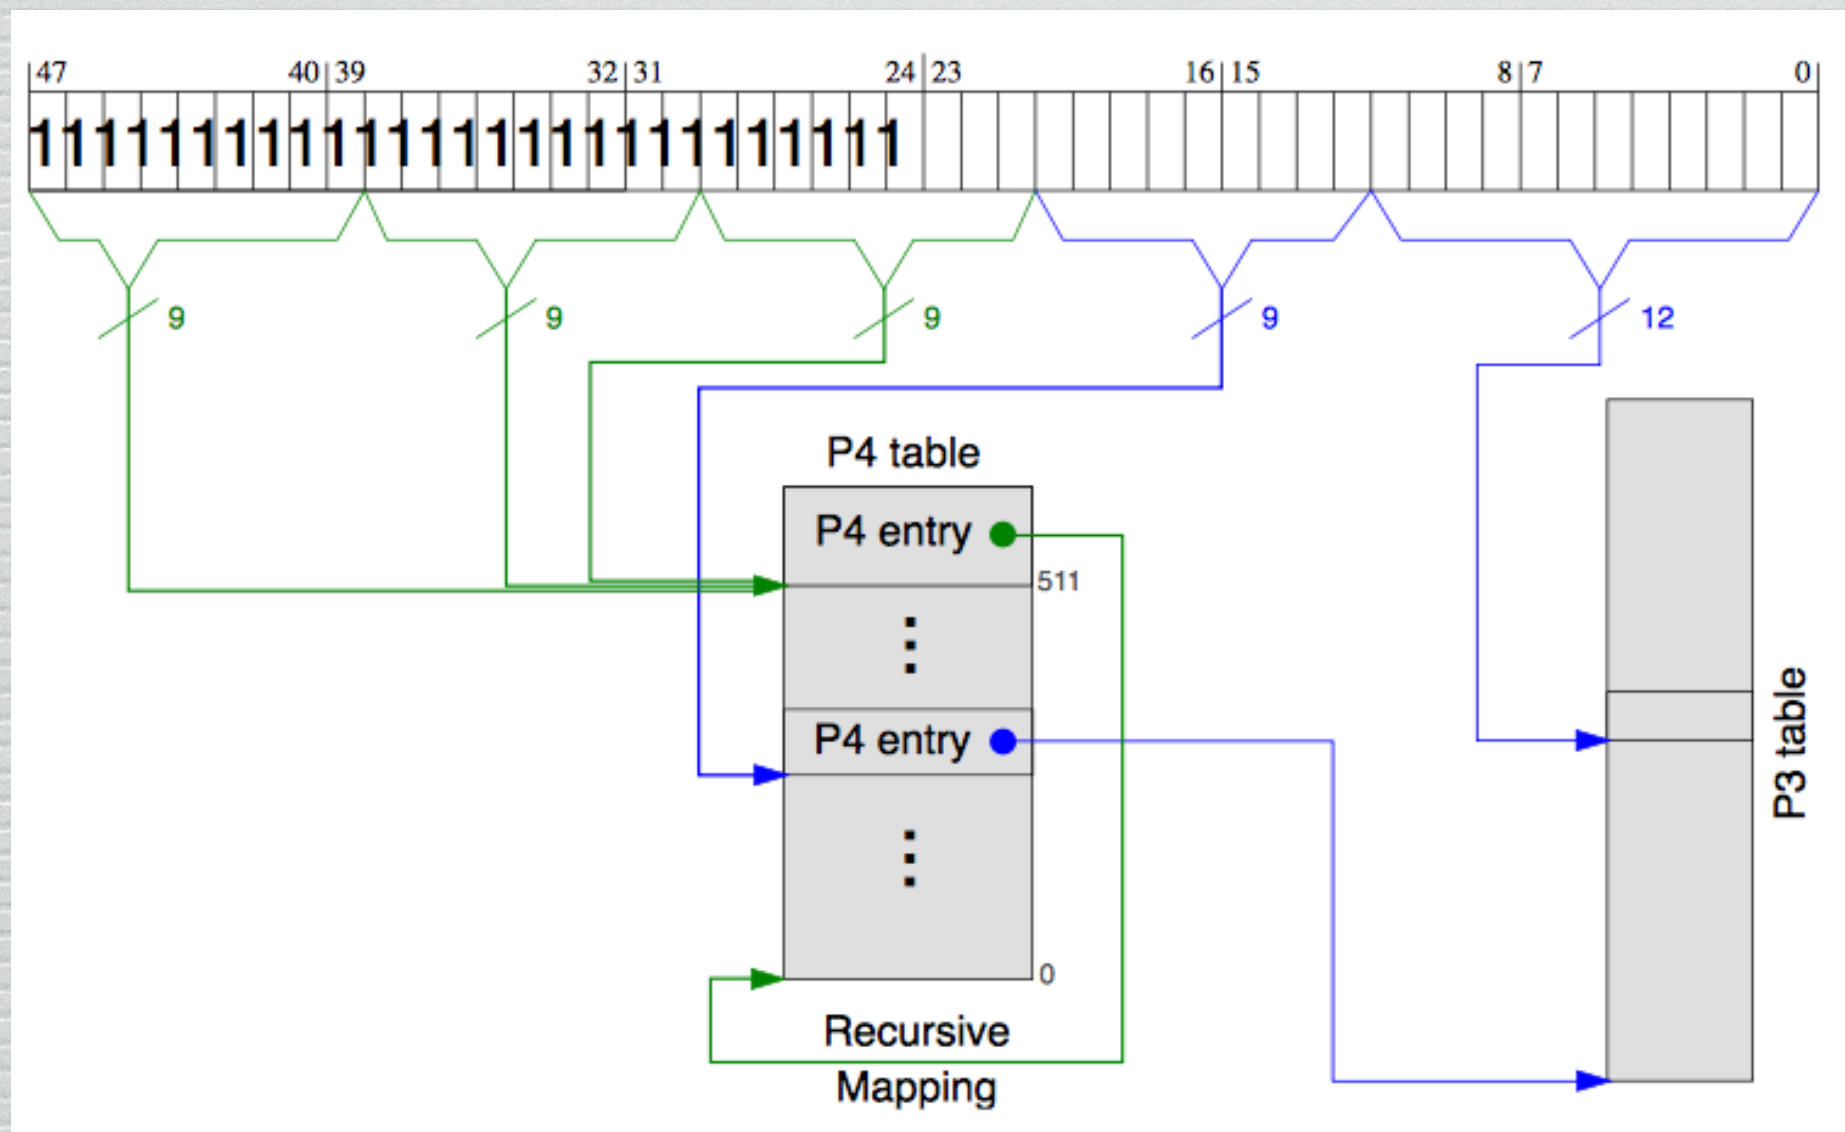 47 40 39 32 31 24 23 16 15 8 7 0
111111111111111111111111111
9 9 9 9 12
P4 table
P4 entry
511
P4 entry
P3 table
0
Recursive
Mapping